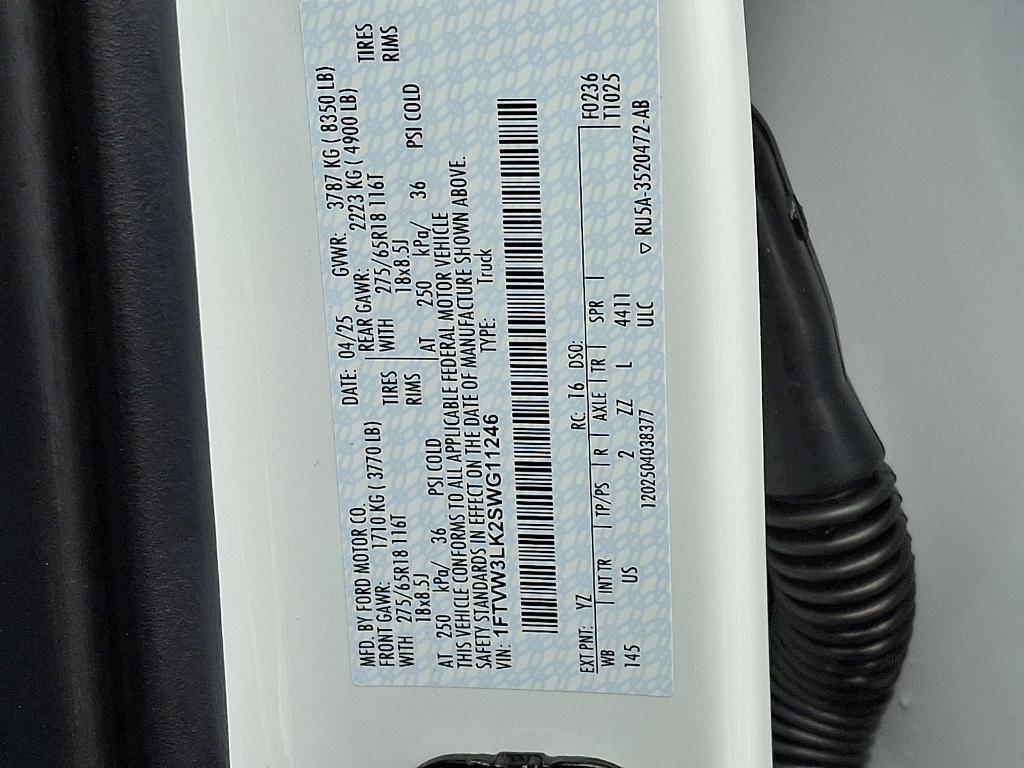 MFD. BY FORD MOTOR CO.
DATE: 04/25 GVWR: 3787 KG ( 8350 LB)
FRONT GAWR: 1710 KG ( 3770 LB)
REAR GAWR: 2223 KG ( 4900 LB)
WITH 275/65R18 116T TIRES
WITH 275/65R18 116T TIRES
18x8.5J RIMS
18x8.5J RIMS
AT 250 kPa/ 36 PSI COLD
AT 250 kPa/ 36 PSI COLD
THIS VEHICLE CONFORMS TO ALL APPLICABLE FEDERAL MOTOR VEHICLE
SAFETY STANDARDS IN EFFECT ON THE DATE OF MANUFACTURE SHOWN ABOVE.
VIN: 1FTVW3LK2SWG11246 TYPE: Truck
F0236
T1025
EXT PNT: YZ RC: 16 DSO:
WB INT TR TP/PS R AXLE TR SPR
145 US 2 ZZ L 4411
ULC
1202504038377 ▽ RU5A-3520472-AB